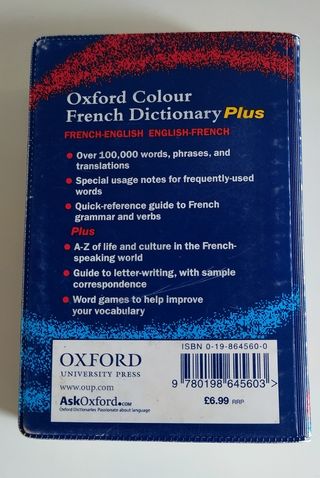 Oxford Colour
French Dictionary Plus
FRENCH-ENGLISH ENGLISH-FRENCH
• Over 100,000 words, phrases, and
translations
• Special usage notes for frequently-used
words
• Quick-reference guide to French
grammar and verbs
Plus
• A-Z of life and culture in the French-
speaking world
• Guide to letter-writing, with sample
correspondence
• Word games to help improve
your vocabulary
OXFORD
UNIVERSITY PRESS
www.oup.com
AskOxford.COM
Oxford Dictionaries Passionate about language
ISBN 0-19-864560-0
9 780198 645603 >
£6.99 RRP